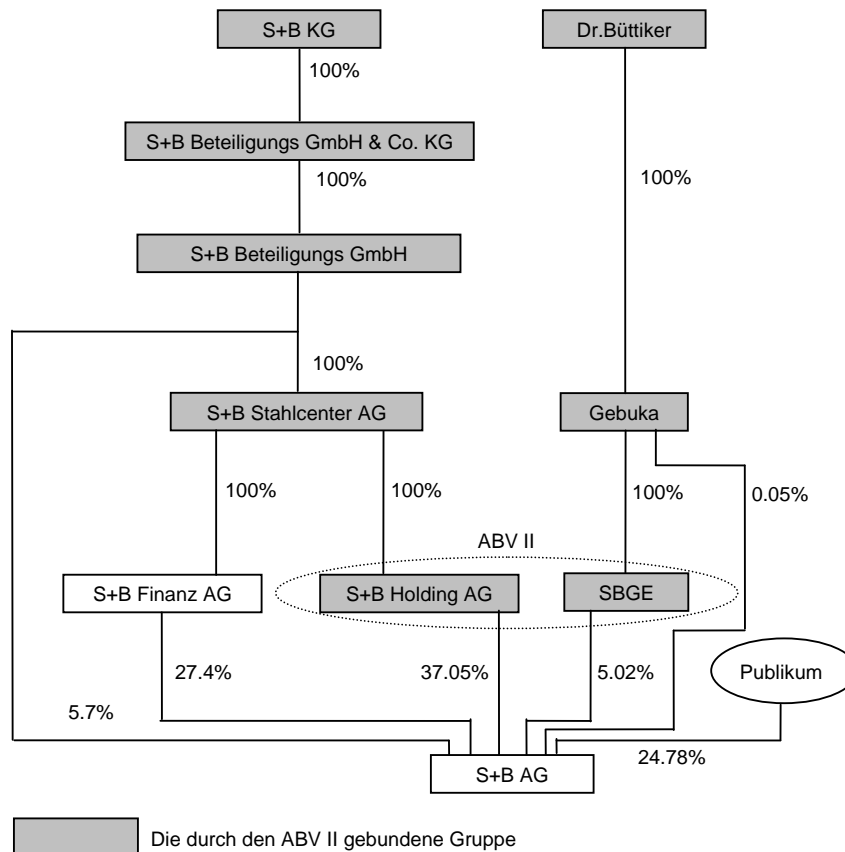 S+B KG
Dr.Büttiker
100%
S+B Beteiligungs GmbH & Co. KG
100%
100%
S+B Beteiligungs GmbH
100%
S+B Stahlcenter AG
Gebuka
100%
100%
100%
0.05%
ABV II
S+B Finanz AG
S+B Holding AG
SBGE
27.4%
37.05%
5.02%
Publikum
5.7%
24.78%
S+B AG
Die durch den ABV II gebundene Gruppe